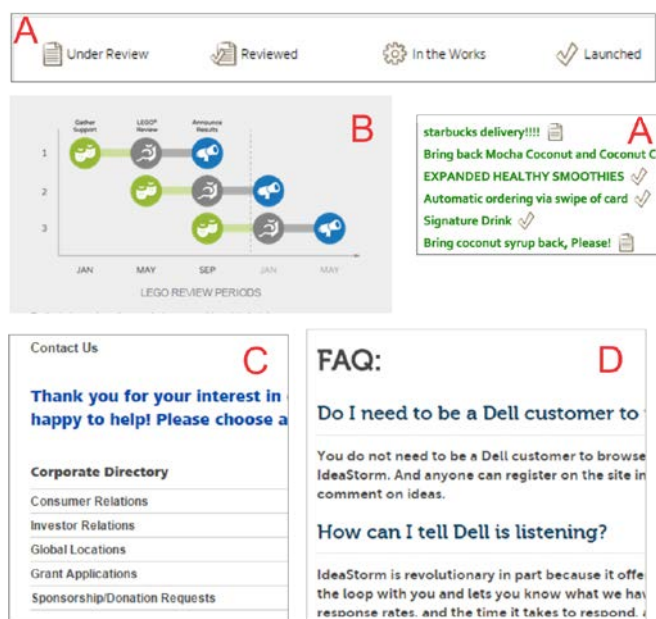 A
Under Review
Reviewed
In the Works
Launched
B
Gather Support
LEGO® Review
Announce Results
1
2
3
JAN MAY SEP JAN MAY
LEGO REVIEW PERIODS
A
starbucks delivery!!!!
Bring back Mocha Coconut and Coconut C
EXPANDED HEALTHY SMOOTHIES
Automatic ordering via swipe of card
Signature Drink
Bring coconut syrup back, Please!
C
Contact Us
Thank you for your interest in
happy to help! Please choose a
Corporate Directory
Consumer Relations
Investor Relations
Global Locations
Grant Applications
Sponsorship/Donation Requests
D
FAQ:
Do I need to be a Dell customer to
You do not need to be a Dell customer to browse
IdeaStorm. And anyone can register on the site in
comment on ideas.
How can I tell Dell is listening?
IdeaStorm is revolutionary in part because it offe
the loop with you and lets you know what we hav
response rates, and the time it takes to respond,